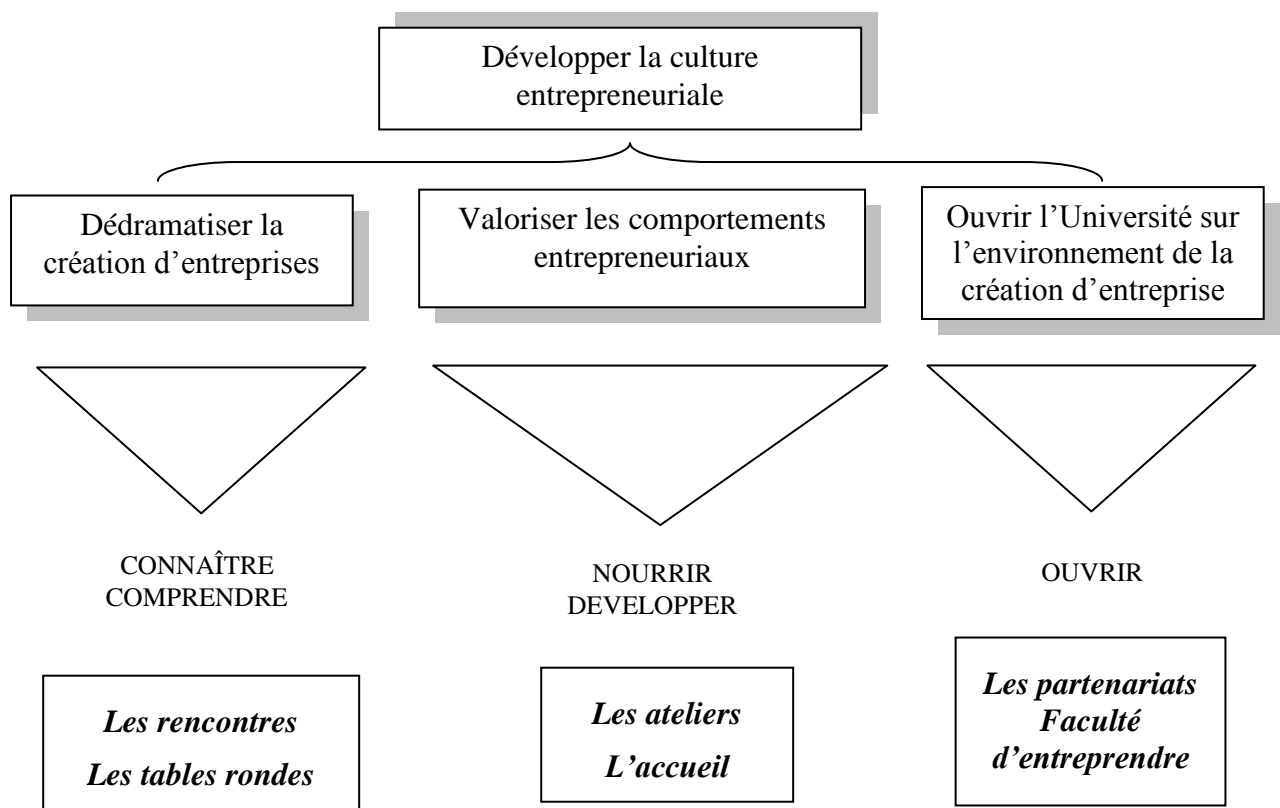 Développer la culture
entrepreneuriale
Dédramatiser la
création d’entreprises
Valoriser les comportements
entrepreneuriaux
Ouvrir l’Université sur
l’environnement de la
création d’entreprise
CONNAÎTRE
COMPRENDRE
NOURRIR
DEVELOPPER
OUVRIR
Les rencontres
Les tables rondes
Les ateliers
L’accueil
Les partenariats
Faculté
d’entreprendre